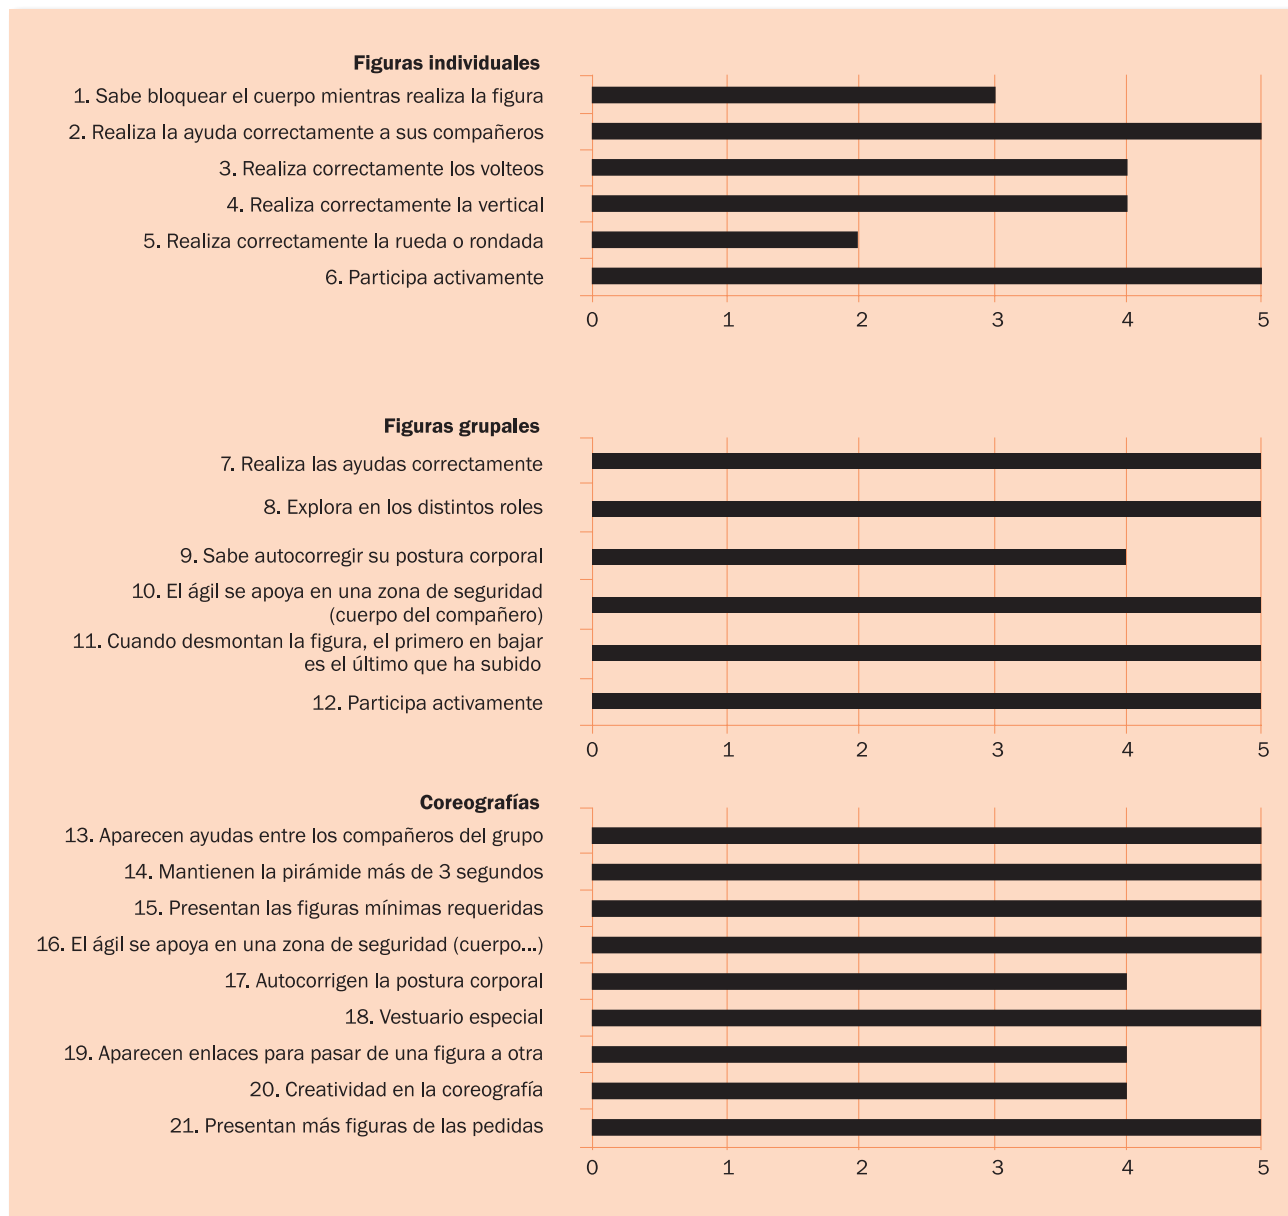 Figuras individuales
1. Sabe bloquear el cuerpo mientras realiza la figura
2. Realiza la ayuda correctamente a sus compañeros
3. Realiza correctamente los volteos
4. Realiza correctamente la vertical
5. Realiza correctamente la rueda o rondada
6. Participa activamente
0 1 2 3 4 5
Figuras grupales
7. Realiza las ayudas correctamente
8. Explora en los distintos roles
9. Sabe autocorregir su postura corporal
10. El ágil se apoya en una zona de seguridad
(cuerpo del compañero)
11. Cuando desmontan la figura, el primero en bajar
es el último que ha subido
12. Participa activamente
0 1 2 3 4 5
Coreografías
13. Aparecen ayudas entre los compañeros del grupo
14. Mantienen la pirámide más de 3 segundos
15. Presentan las figuras mínimas requeridas
16. El ágil se apoya en una zona de seguridad (cuerpo...)
17. Autocorrigen la postura corporal
18. Vestuario especial
19. Aparecen enlaces para pasar de una figura a otra
20. Creatividad en la coreografía
21. Presentan más figuras de las pedidas
0 1 2 3 4 5